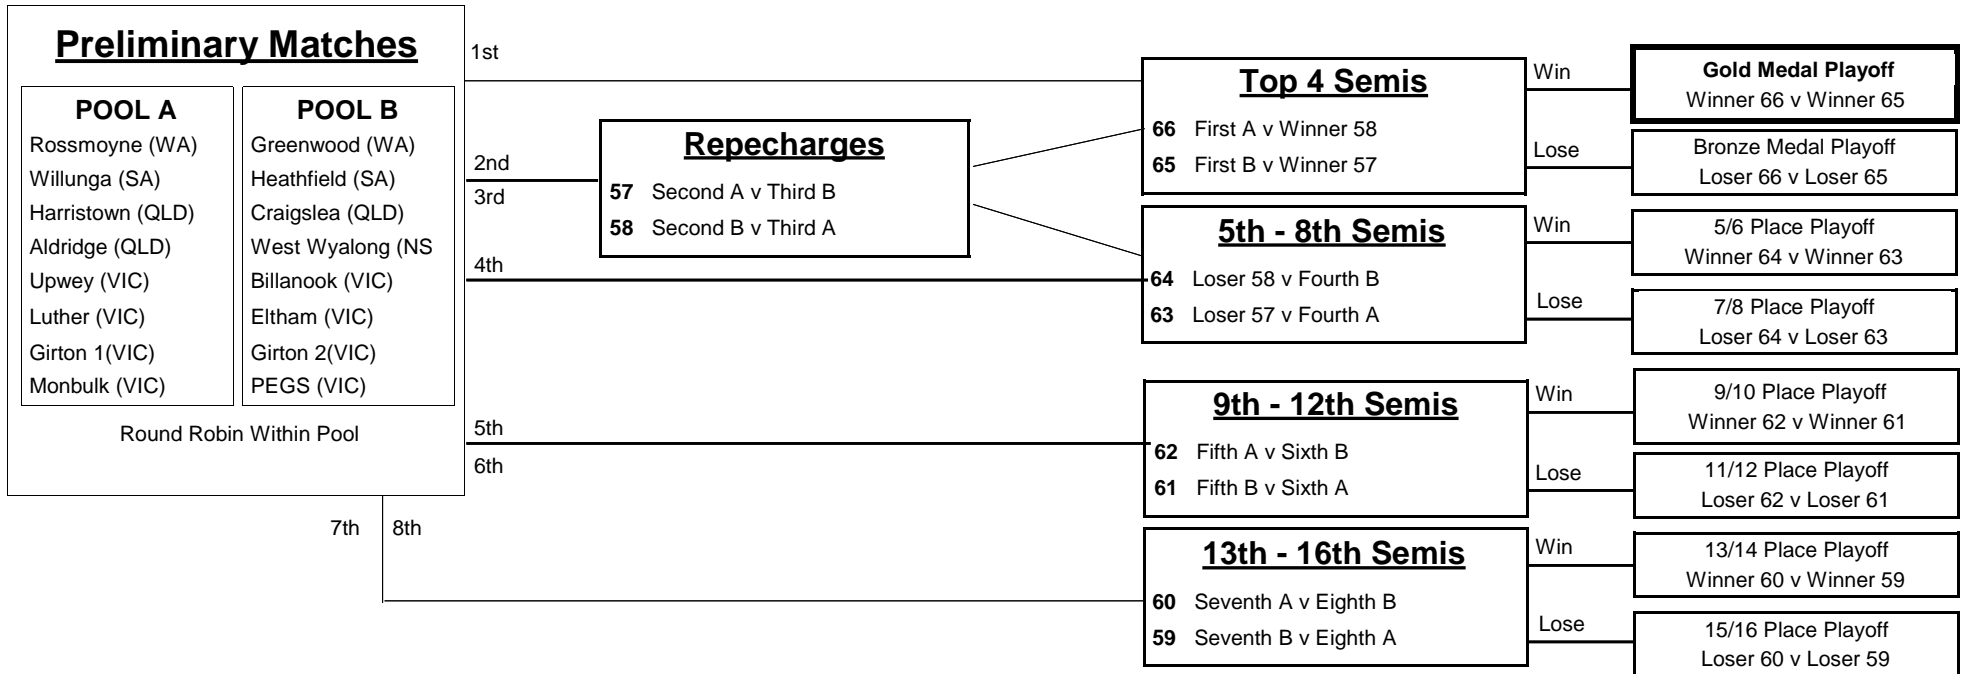 Preliminary Matches
POOL A
Rossmoyne (WA)
Willunga (SA)
Harristown (QLD)
Aldridge (QLD)
Upwey (VIC)
Luther (VIC)
Girton 1(VIC)
Monbulk (VIC)
POOL B
Greenwood (WA)
Heathfield (SA)
Craigslea (QLD)
West Wyalong (NS
Billanook (VIC)
Eltham (VIC)
Girton 2(VIC)
PEGS (VIC)
Round Robin Within Pool
1st
2nd
3rd
4th
5th
6th
7th
8th
Repecharges
57 Second A v Third B
58 Second B v Third A
Top 4 Semis
66 First A v Winner 58
65 First B v Winner 57
5th - 8th Semis
64 Loser 58 v Fourth B
63 Loser 57 v Fourth A
9th - 12th Semis
62 Fifth A v Sixth B
61 Fifth B v Sixth A
13th - 16th Semis
60 Seventh A v Eighth B
59 Seventh B v Eighth A
Win
Gold Medal Playoff
Winner 66 v Winner 65
Lose
Bronze Medal Playoff
Loser 66 v Loser 65
Win
5/6 Place Playoff
Winner 64 v Winner 63
Lose
7/8 Place Playoff
Loser 64 v Loser 63
Win
9/10 Place Playoff
Winner 62 v Winner 61
Lose
11/12 Place Playoff
Loser 62 v Loser 61
Win
13/14 Place Playoff
Winner 60 v Winner 59
Lose
15/16 Place Playoff
Loser 60 v Loser 59